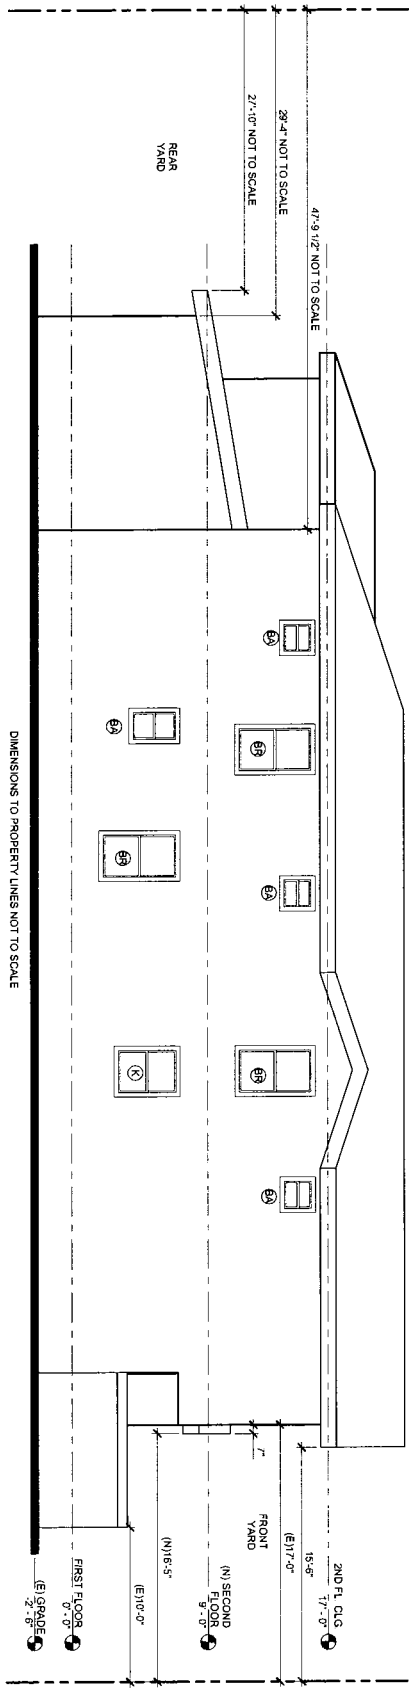 47'-9 1/2" NOT TO SCALE
29'-4" NOT TO SCALE
27'-10" NOT TO SCALE
REAR
YARD
BA
BR
BA
BR
BA
BA
BR
K
7"
FRONT
YARD
15'-6"
(E)17'-0"
(N)16'-5"
(E)10'-0"
2ND FL. CLG
17' - 0"
(N) SECOND
FLOOR
9' - 0"
FIRST FLOOR
0' - 0"
(E) GRADE
-2' - 6"
DIMENSIONS TO PROPERTY LINES NOT TO SCALE